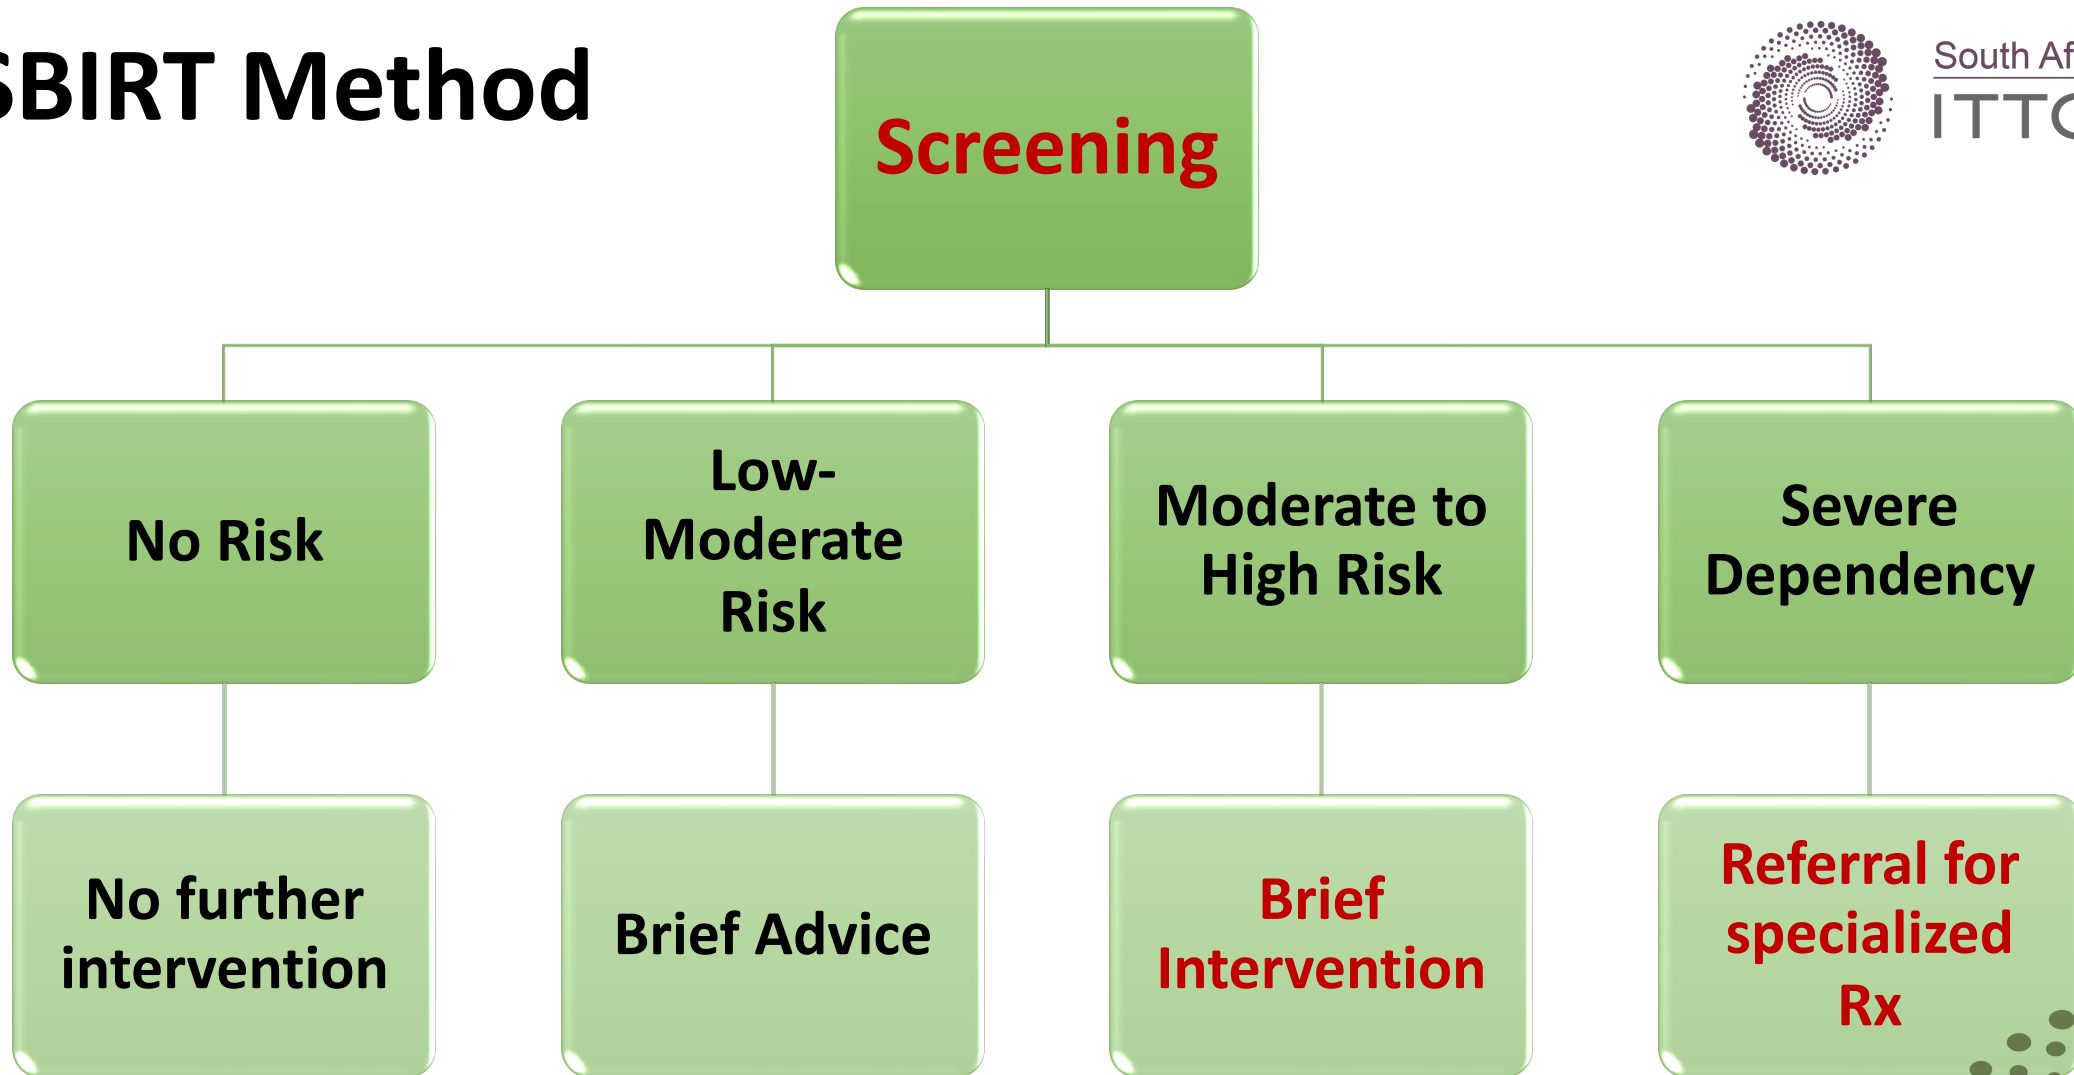 SBIRT Method
Screening
South Af
ITTC
No Risk
Low-
Moderate
Risk
Moderate to
High Risk
Severe
Dependency
No further
intervention
Brief Advice
Brief
Intervention
Referral for
specialized
Rx